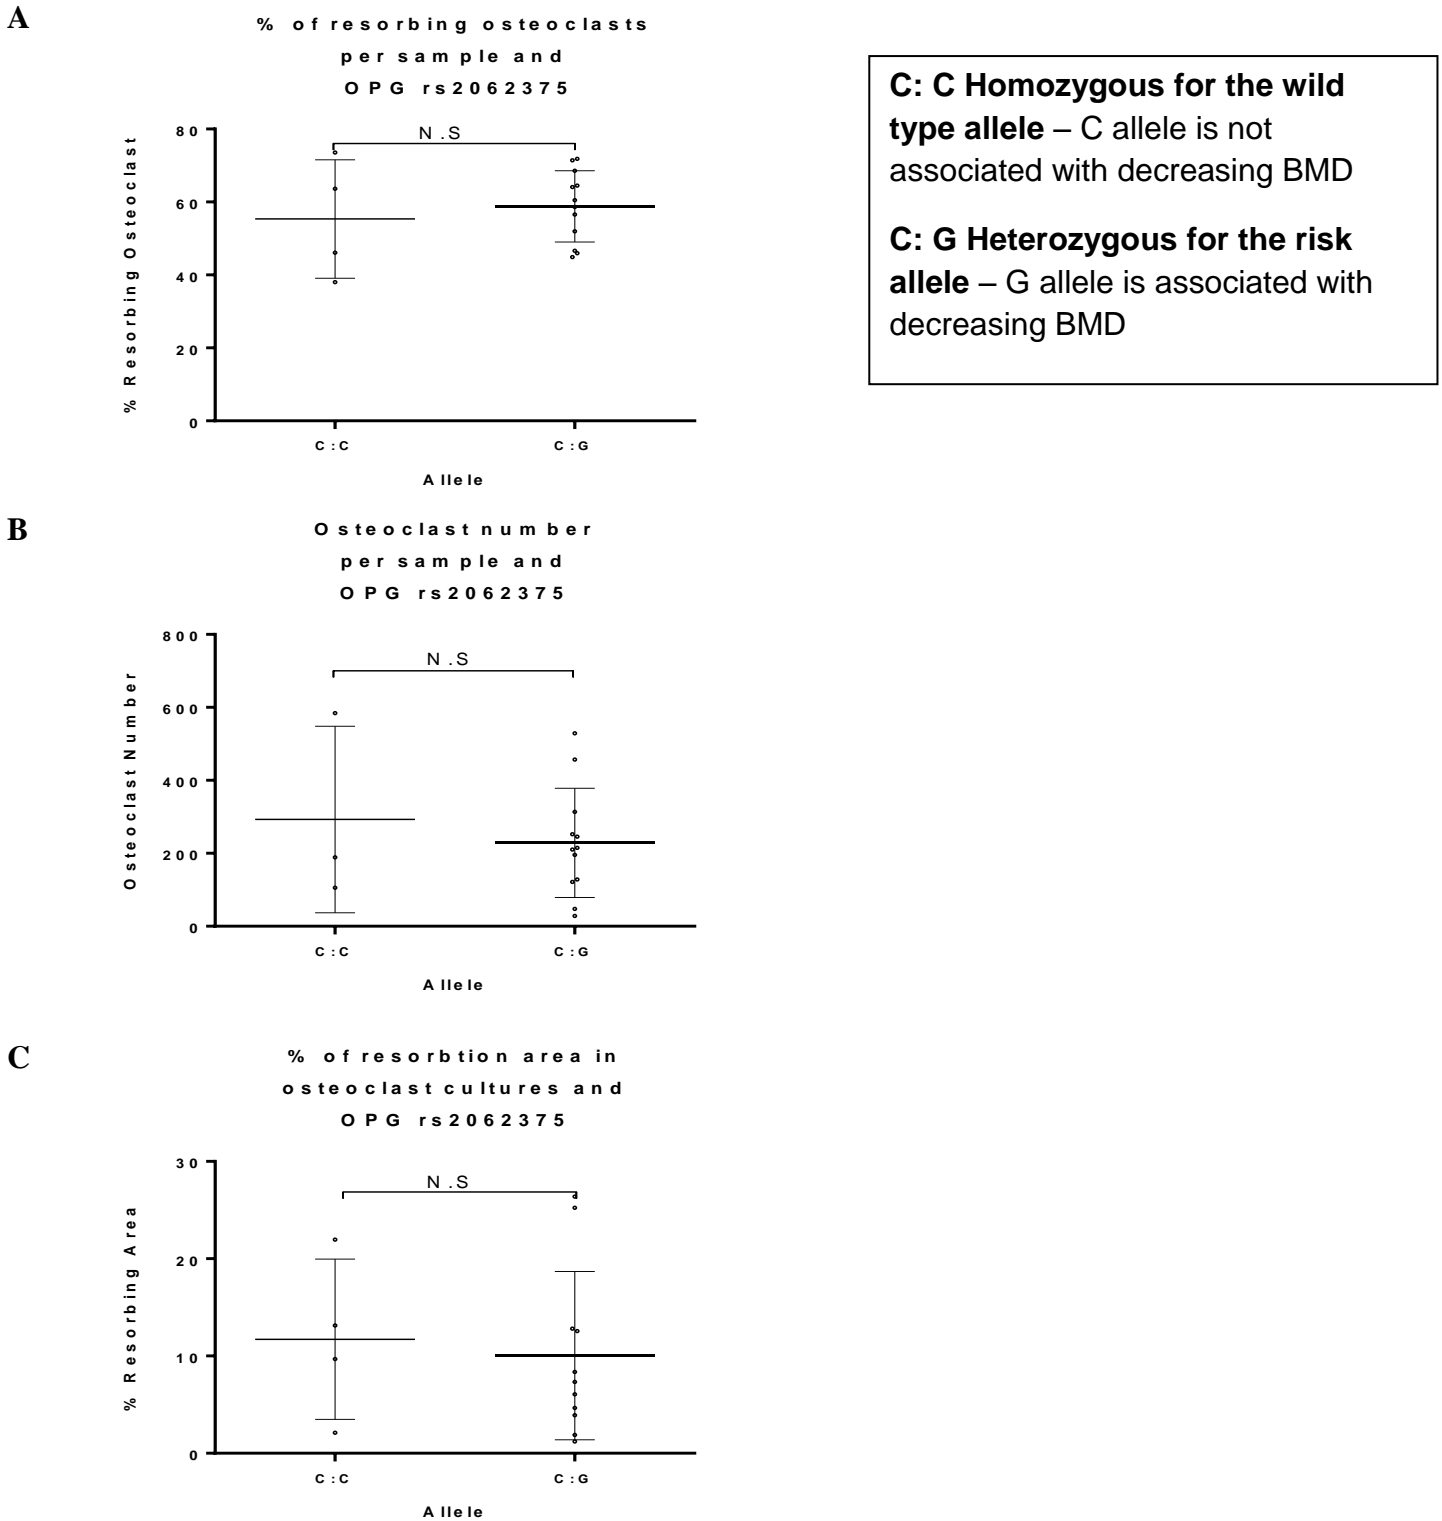 A
% of resorbing osteoclasts
per sample and
OPG rs2062375
% Resorbing Osteoclast
80
60
40
20
0
N.S
C:C
C:G
Allele
C: C Homozygous for the wild
type allele – C allele is not
associated with decreasing BMD
C: G Heterozygous for the risk
allele – G allele is associated with
decreasing BMD
B
Osteoclast number
per sample and
OPG rs2062375
Osteoclast Number
800
600
400
200
0
N.S
C:C
C:G
Allele
C
% of resorbtion area in
osteoclast cultures and
OPG rs2062375
% Resorbing Area
30
20
10
0
N.S
C:C
C:G
Allele